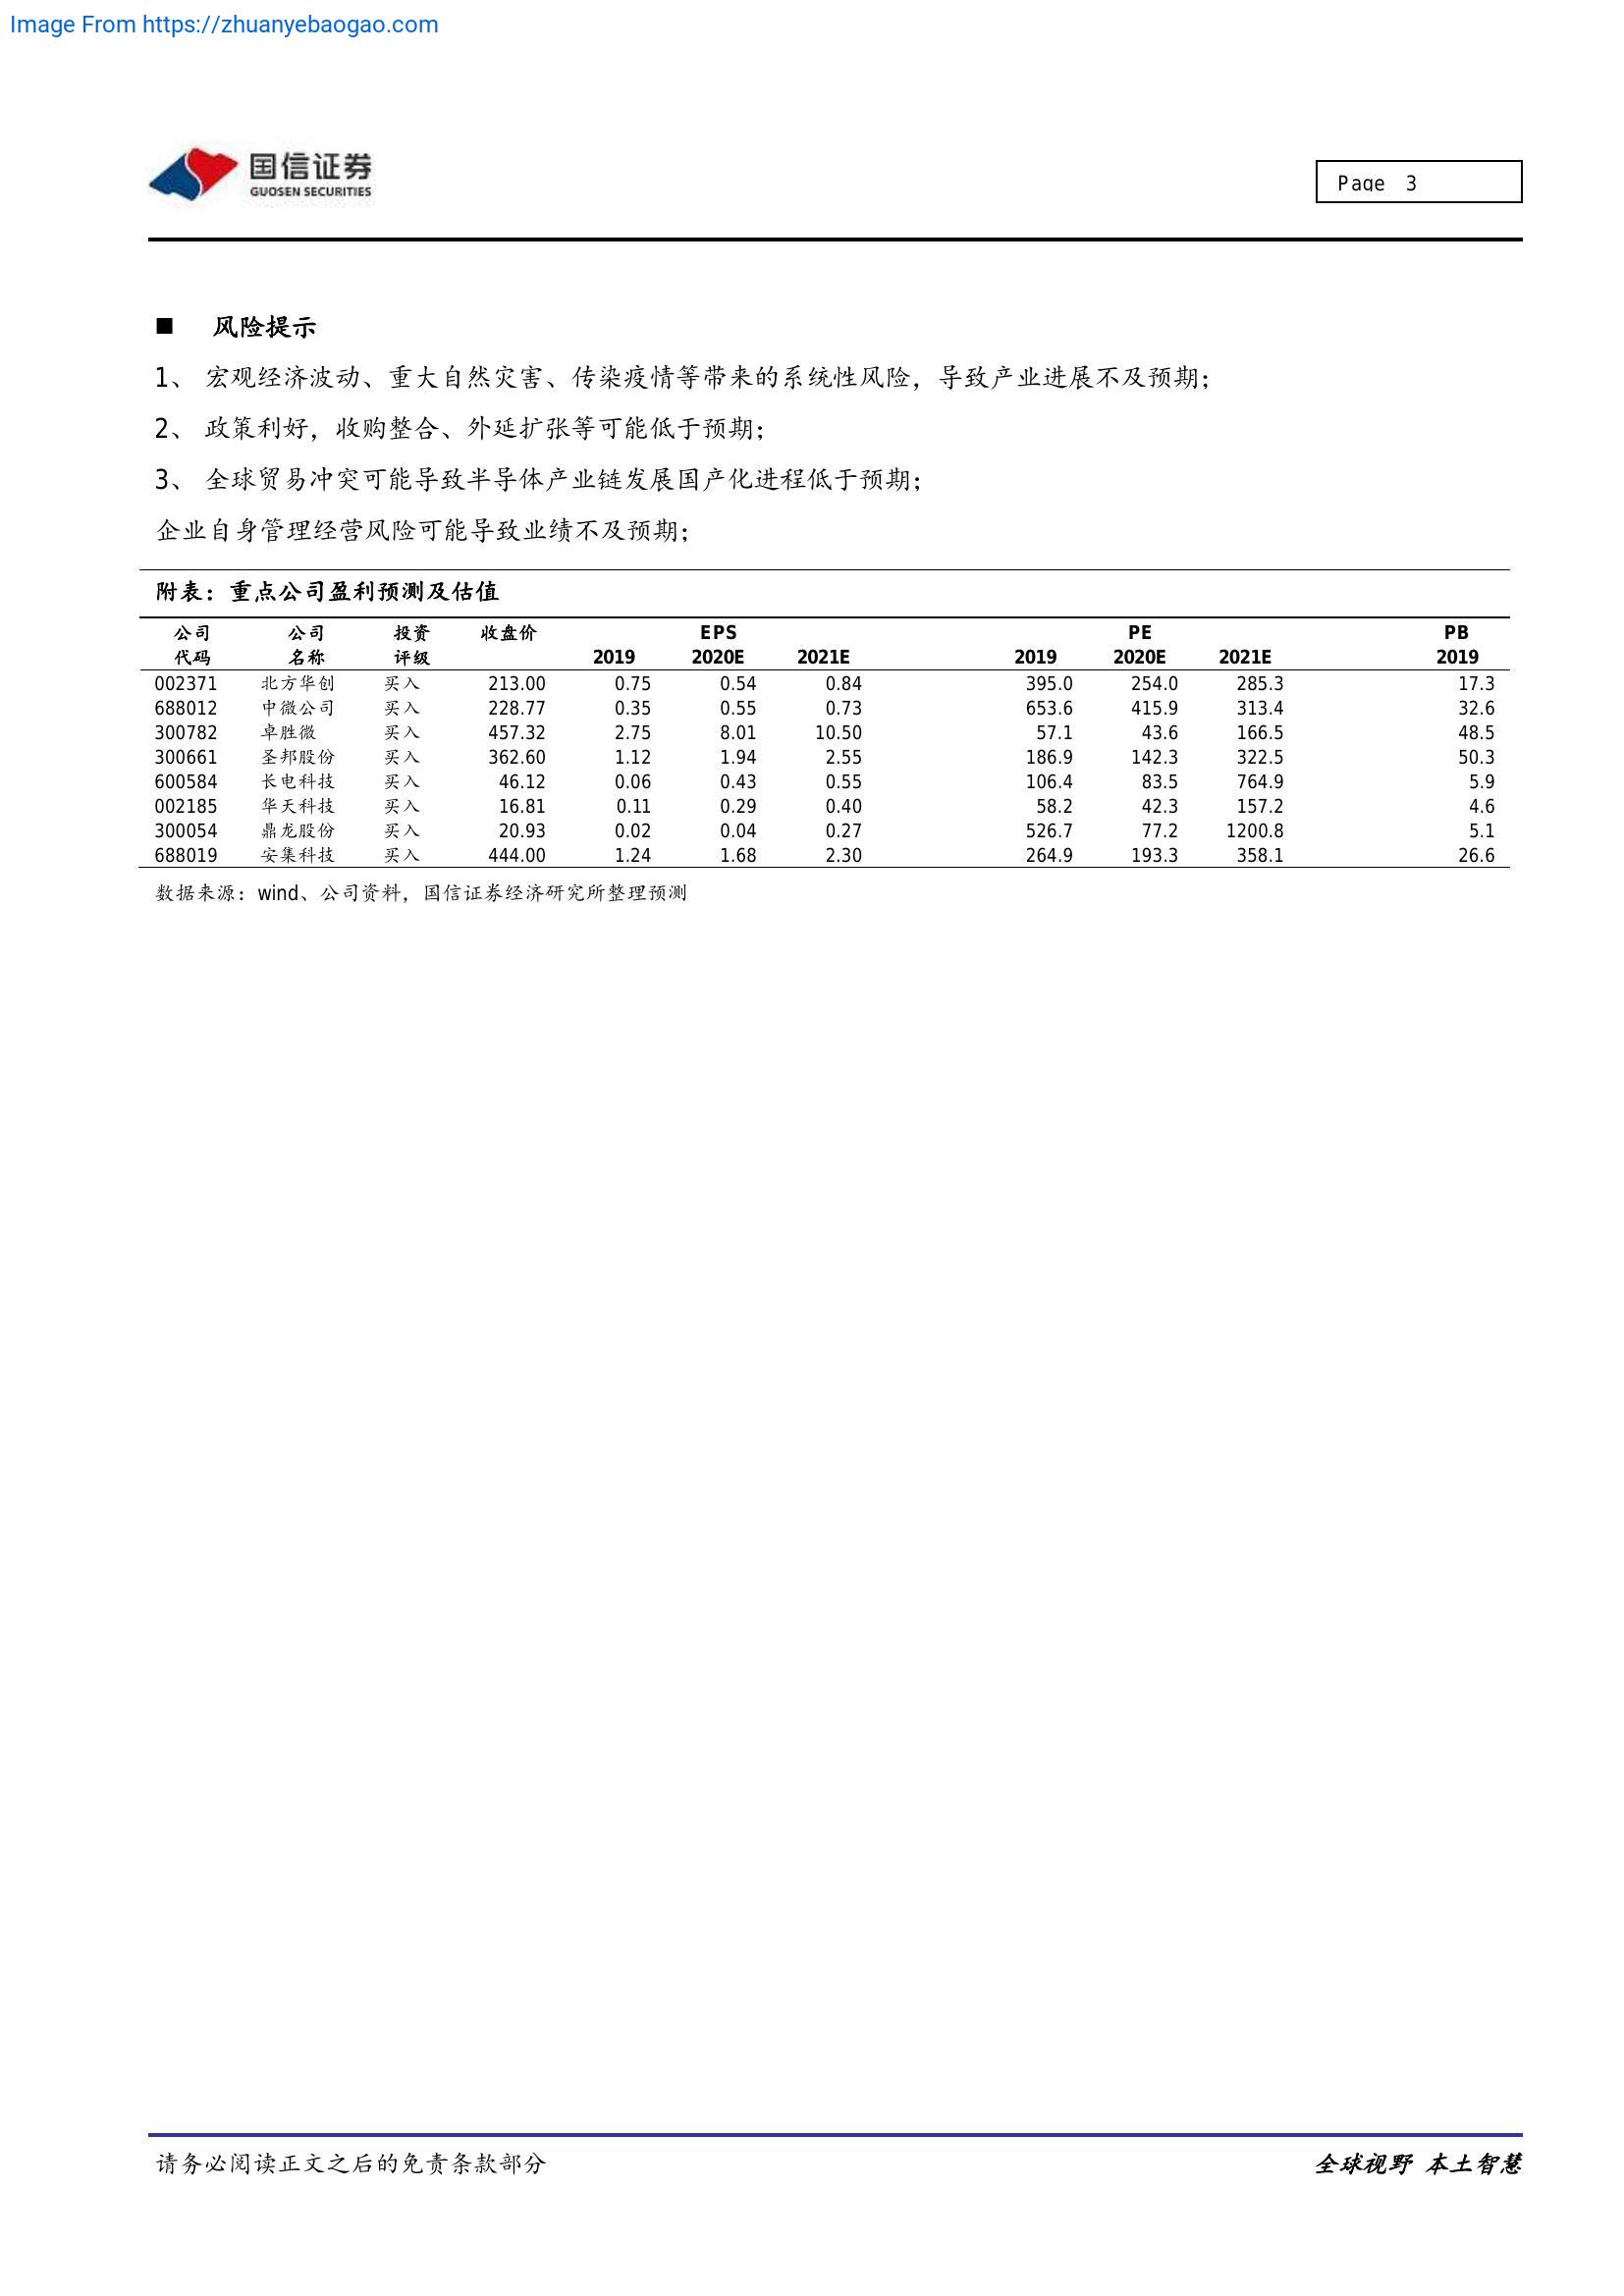 Image From https://zhuanyebaogao.com
国信证券
GUOSEN SECURITIES
Page 3
■ 风险提示
1、 宏观经济波动、重大自然灾害、传染疫情等带来的系统性风险，导致产业进展不及预期；
2、 政策利好，收购整合、外延扩张等可能低于预期；
3、 全球贸易冲突可能导致半导体产业链发展国产化进程低于预期；
企业自身管理经营风险可能导致业绩不及预期；
附表：重点公司盈利预测及估值
公司 公司 投资 收盘价 EPS PE PB
代码 名称 评级 2019 2020E 2021E 2019 2020E 2021E 2019
002371 北方华创 买入 213.00 0.75 0.54 0.84 395.0 254.0 285.3 17.3
688012 中微公司 买入 228.77 0.35 0.55 0.73 653.6 415.9 313.4 32.6
300782 卓胜微 买入 457.32 2.75 8.01 10.50 57.1 43.6 166.5 48.5
300661 圣邦股份 买入 362.60 1.12 1.94 2.55 186.9 142.3 322.5 50.3
600584 长电科技 买入 46.12 0.06 0.43 0.55 106.4 83.5 764.9 5.9
002185 华天科技 买入 16.81 0.11 0.29 0.40 58.2 42.3 157.2 4.6
300054 鼎龙股份 买入 20.93 0.02 0.04 0.27 526.7 77.2 1200.8 5.1
688019 安集科技 买入 444.00 1.24 1.68 2.30 264.9 193.3 358.1 26.6
数据来源：wind、公司资料，国信证券经济研究所整理预测
请务必阅读正文之后的免责条款部分
全球视野 本土智慧